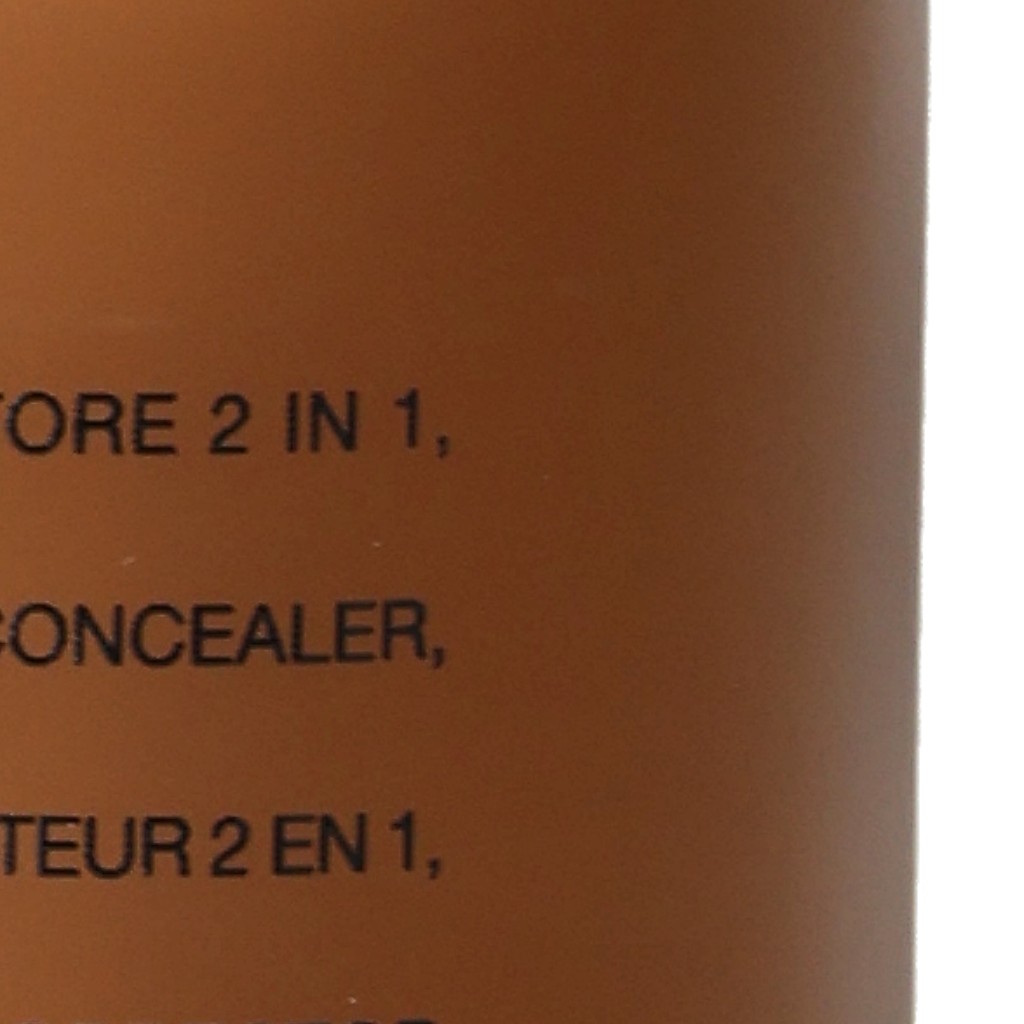 TORE 2 IN 1,
CONCEALER,
TEUR 2 EN 1,